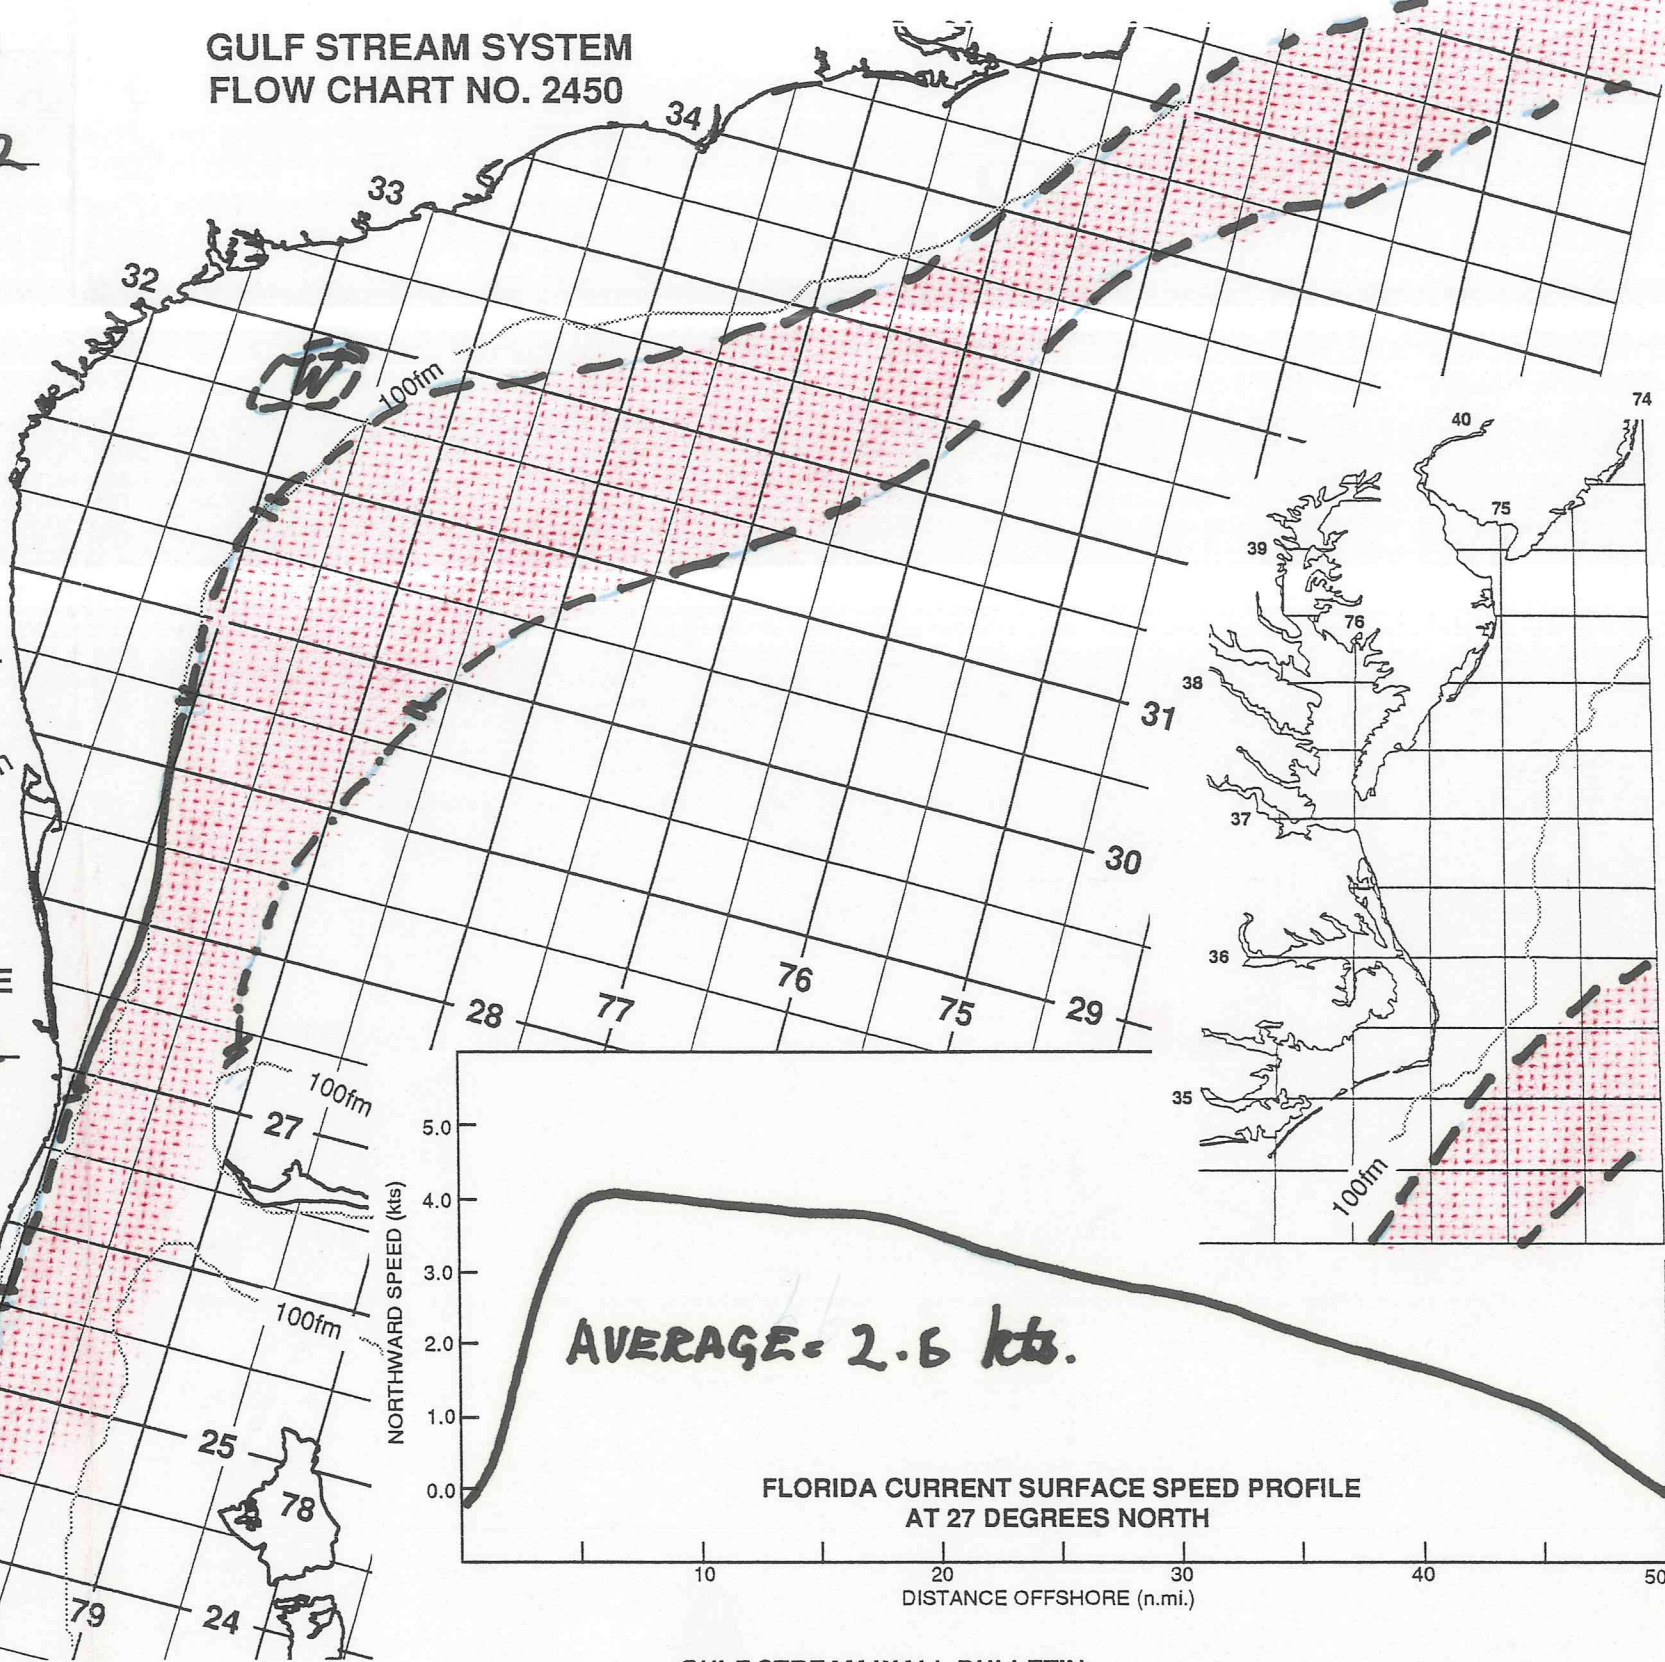 GULF STREAM SYSTEM
FLOW CHART NO. 2450
34
33
32
W
100fm
31
30
76
77
75
28
29
100fm
27
100fm
25
78
79
24
40
74
75
39
76
38
37
36
35
100fm
NORTHWARD SPEED (kts)
5.0
4.0
3.0
2.0
1.0
0.0
AVERAGE= 2.6 kts.
FLORIDA CURRENT SURFACE SPEED PROFILE
AT 27 DEGREES NORTH
10
20
30
40
50
DISTANCE OFFSHORE (n.mi.)